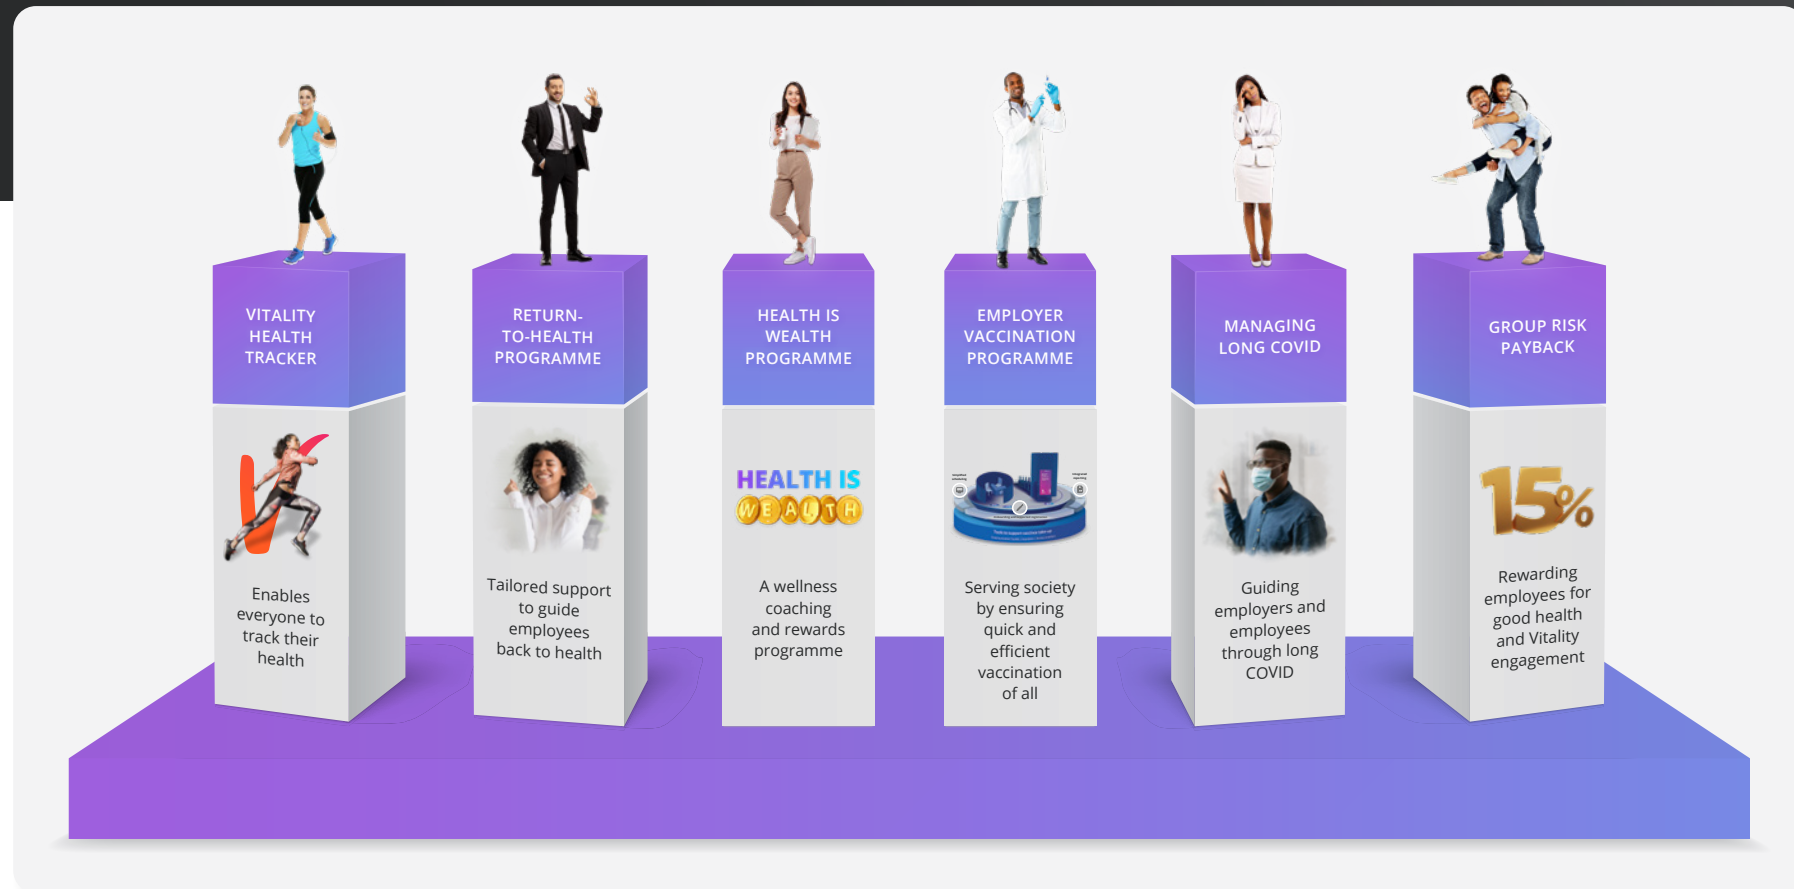 VITALITY
HEALTH
TRACKER
Enables
everyone to
track their
health
RETURN-
TO-HEALTH
PROGRAMME
Tailored support
to guide
employees
back to health
HEALTH IS
WEALTH
PROGRAMME
HEALTH IS
WEALTH
A wellness
coaching
and rewards
programme
EMPLOYER
VACCINATION
PROGRAMME
Serving society
by ensuring
quick and
efficient
vaccination
of all
MANAGING
LONG COVID
Guiding
employers and
employees
through long
COVID
GROUP RISK
PAYBACK
15%
Rewarding
employees for
good health
and Vitality
engagement